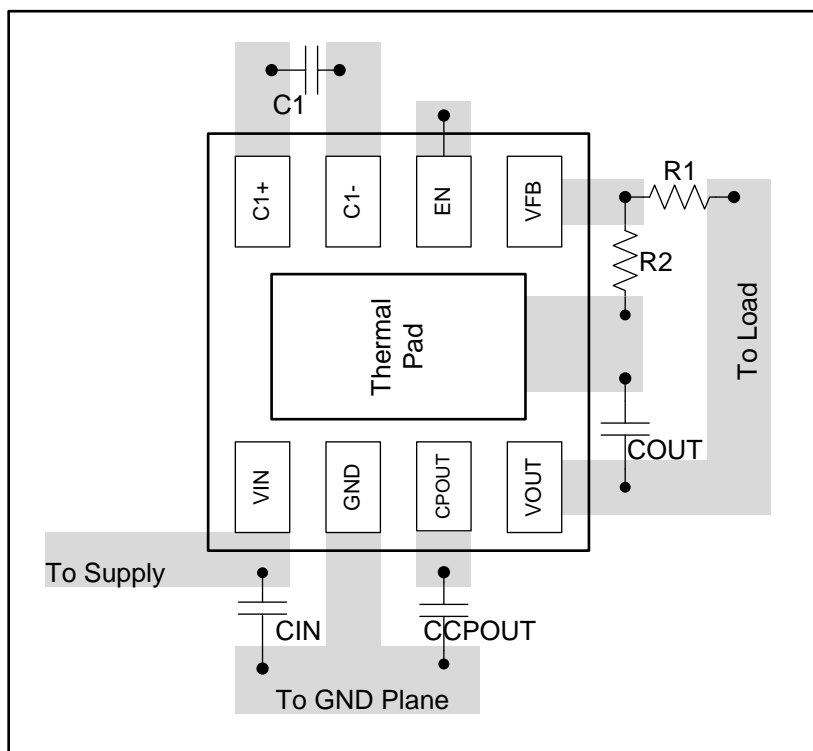 C1
C1+
C1-
EN
VFB
R1
R2
Thermal
Pad
To Load
COUT
VIN
GND
CPOUT
VOUT
To Supply
CIN
CCPOUT
To GND Plane